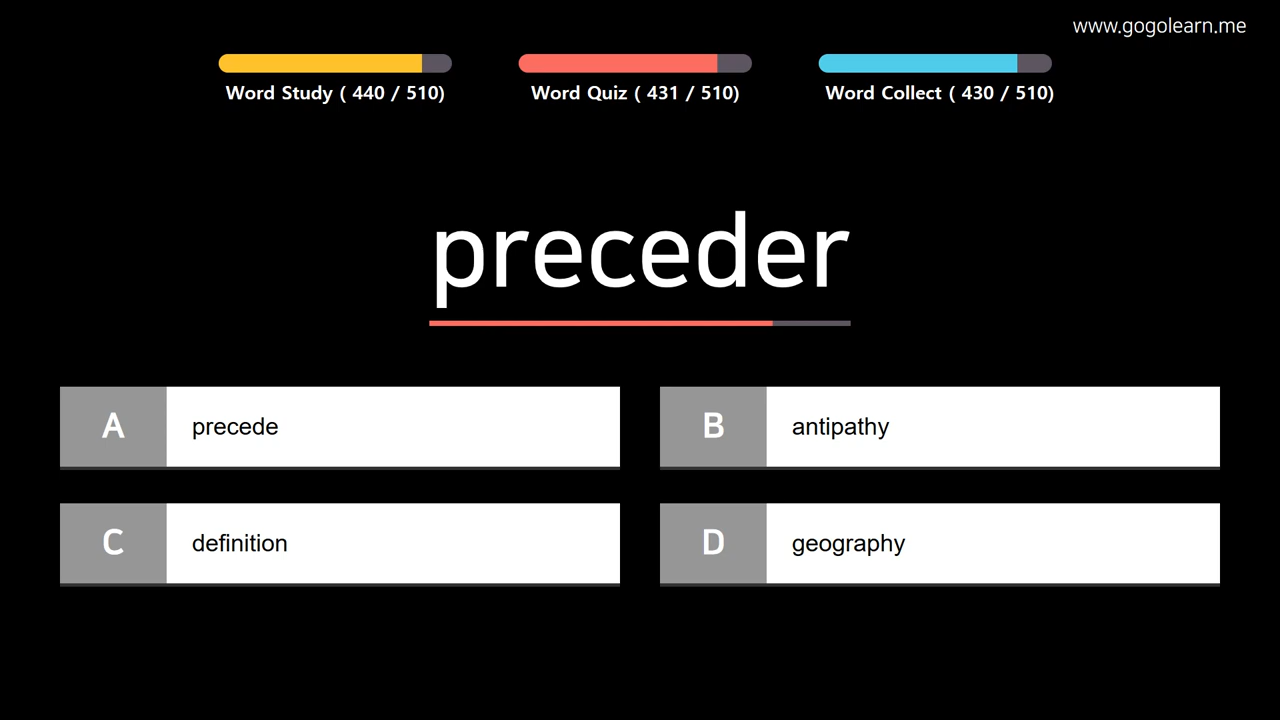 www.gogolearn.me
Word Study ( 440 / 510)
Word Quiz ( 431 / 510)
Word Collect ( 430 / 510)
preceder
A precede
B antipathy
C definition
D geography